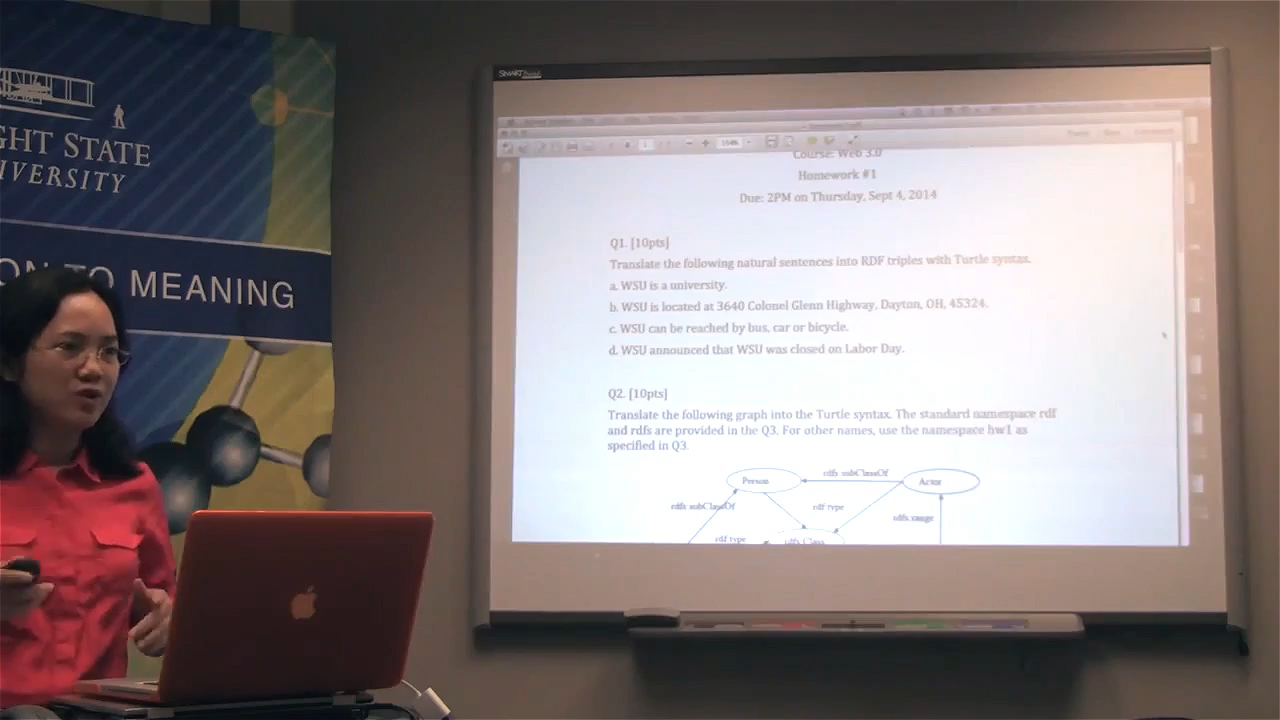 SMART Board
GHT STATE
IVERSITY
ON TO MEANING
Course: Web 3.0
Homework #1
Due: 2PM on Thursday, Sept 4, 2014
Q1. [10pts]
Translate the following natural sentences into RDF triples with Turtle syntax.
a. WSU is a university.
b. WSU is located at 3640 Colonel Glenn Highway, Dayton, OH, 45324.
c. WSU can be reached by bus, car or bicycle.
d. WSU announced that WSU was closed on Labor Day.
Q2. [10pts]
Translate the following graph into the Turtle syntax. The standard namespace rdf
and rdfs are provided in the Q3. For other names, use the namespace hw1 as
specified in Q3.
rdfs:subClassOf
Person
Actor
rdfs:subClassOf
rdf:type
rdfs:range
rdf:type
rdfs:Class